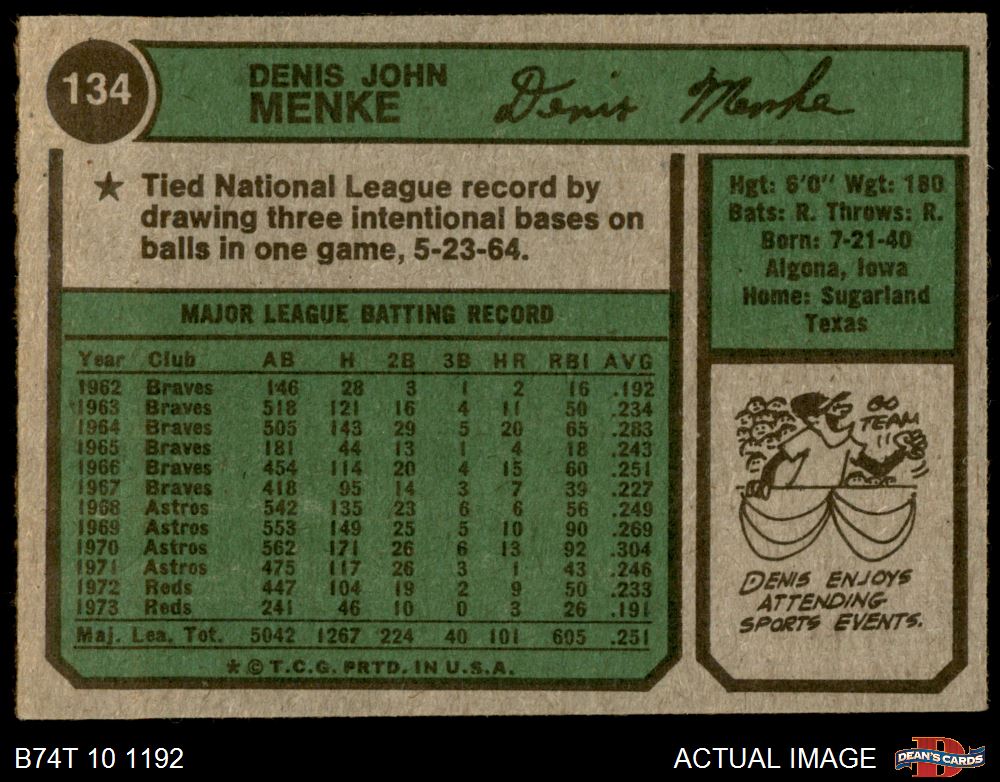 134
DENIS JOHN
MENKE
Denis Menke
★ Tied National League record by
drawing three intentional bases on
balls in one game, 5-23-64.
Hgt: 6'0'' Wgt: 180
Bats: R. Throws: R.
Born: 7-21-40
Algona, Iowa
Home: Sugarland
Texas
MAJOR LEAGUE BATTING RECORD
Year Club AB H 2B 3B HR RBI AVG
1962 Braves 146 28 3 1 2 16 .192
1963 Braves 518 121 16 4 11 50 .234
1964 Braves 505 143 29 5 20 65 .283
1965 Braves 181 44 13 1 4 18 .243
1966 Braves 454 114 20 4 15 60 .251
1967 Braves 418 95 14 3 7 39 .227
1968 Astros 542 135 23 6 6 56 .249
1969 Astros 553 149 25 5 10 90 .269
1970 Astros 562 171 26 6 13 92 .304
1971 Astros 475 117 26 3 1 43 .246
1972 Reds 447 104 19 2 9 50 .233
1973 Reds 241 46 10 0 3 26 .191
Maj. Lea. Tot. 5042 1267 224 40 101 605 .251
★ © T.C.G. PRTD. IN U.S.A.
GO
TEAM
!!
DENIS ENJOYS
ATTENDING
SPORTS EVENTS.
B74T 10 1192
ACTUAL IMAGE
D
DEAN'S CARDS